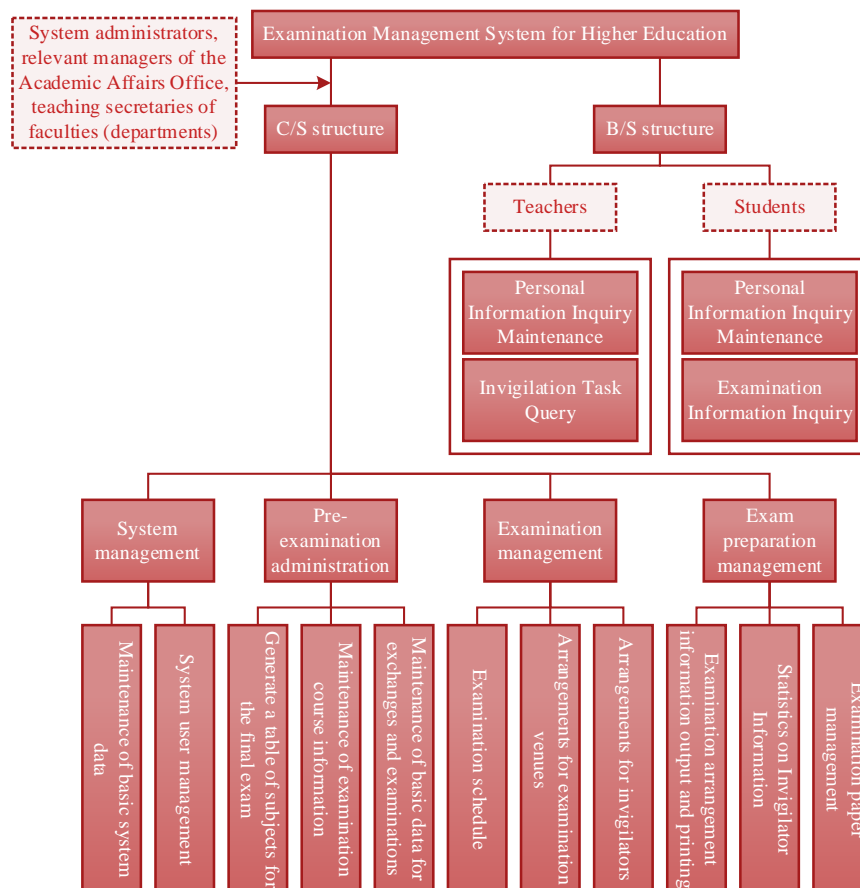 System administrators,
relevant managers of the
Academic Affairs Office,
teaching secretaries of
faculties (departments)
Examination Management System for Higher Education
C/S structure
B/S structure
Teachers
Students
Personal
Information Inquiry
Maintenance
Invigilation Task
Query
Personal
Information Inquiry
Maintenance
Examination
Information Inquiry
System
management
Pre-
examination
administration
Examination
management
Exam
preparation
management
Maintenance of basic system
data
System user management
Generate a table of subjects for
the final exam
Maintenance of examination
course information
Maintenance of basic data for
exchanges and examinations
Examination schedule
Arrangements for examination
venues
Arrangements for invigilators
Examination arrangement
information output and printing
Statistics on Invigilator
Information
Examination paper
management